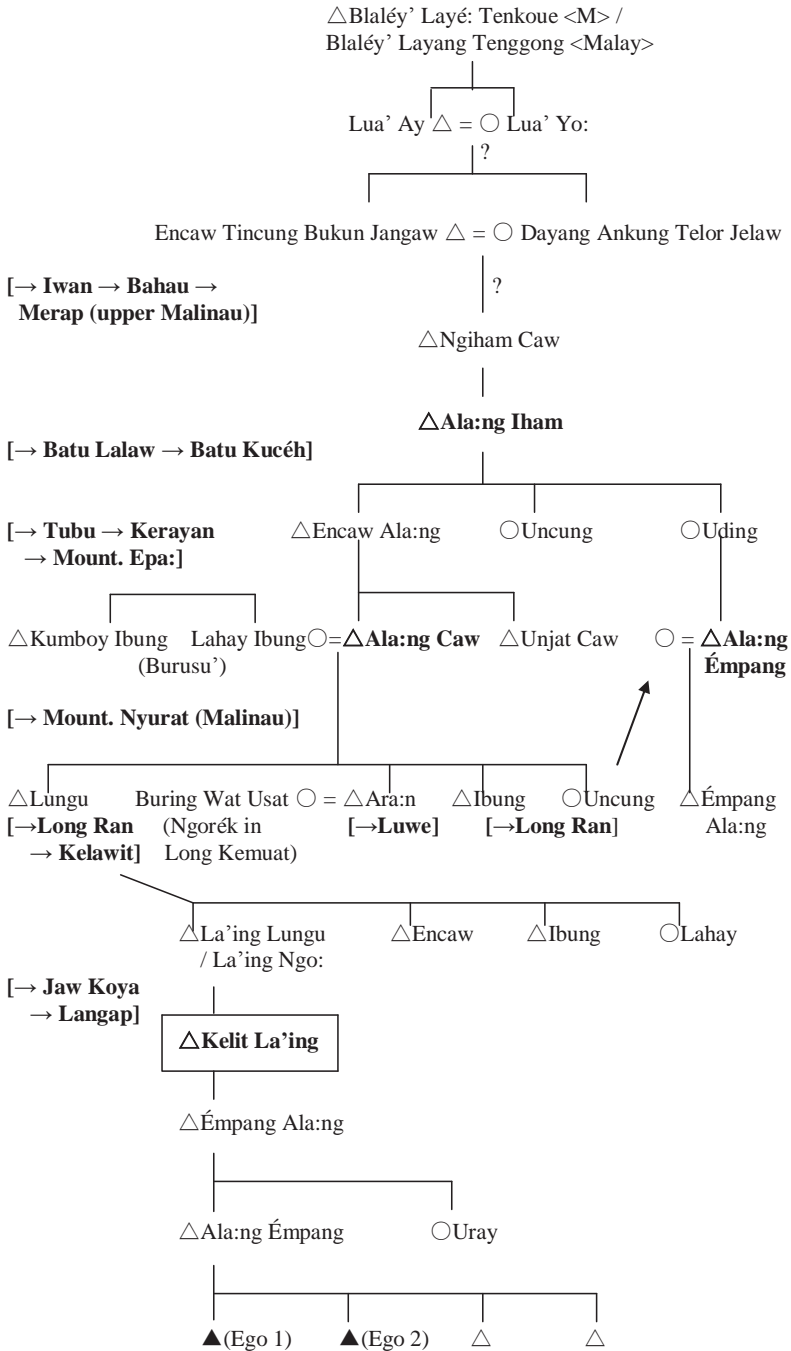 △Blaléy’ Layé: Tenkoue <M> /
Blaléy’ Layang Tenggong <Malay>
Lua’ Ay △ = ○ Lua’ Yo:
?
Encaw Tincung Bukun Jangaw △ = ○ Dayang Ankung Telor Jelaw
[→ Iwan → Bahau →
Merap (upper Malinau)]
?
△Ngiham Caw
△Ala:ng Iham
[→ Batu Lalaw → Batu Kucéh]
[→ Tubu → Kerayan
→ Mount. Epa:]
△Encaw Ala:ng ○Uncung ○Uding
△Kumboy Ibung Lahay Ibung○=△Ala:ng Caw △Unjat Caw ○ = △Ala:ng
(Burusu’) Émpang
[→ Mount. Nyurat (Malinau)]
△Lungu Buring Wat Usat ○ = △Ara:n △Ibung ○Uncung △Émpang
[→Long Ran (Ngorék in [→Luwe] [→Long Ran] Ala:ng
→ Kelawit] Long Kemuat)
△La’ing Lungu △Encaw △Ibung ○Lahay
/ La’ing Ngo:
[→ Jaw Koya
→ Langap]
△Kelit La’ing
△Émpang Ala:ng
△Ala:ng Émpang ○Uray
▲(Ego 1) ▲(Ego 2) △ △